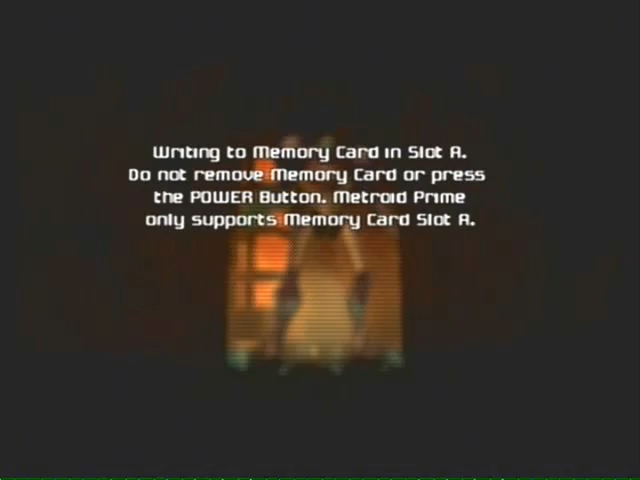 Writing to Memory Card in Slot A.
Do not remove Memory Card or press
the POWER Button. Metroid Prime
only supports Memory Card Slot A.